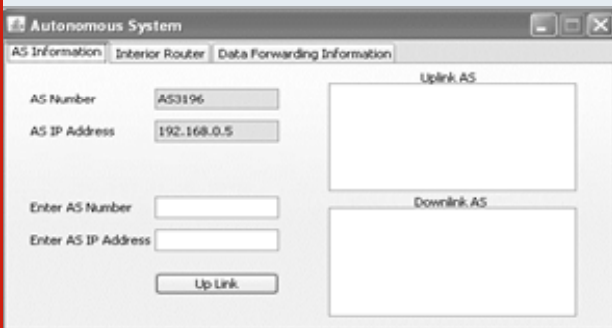 Autonomous System
AS Information Interior Router Data Forwarding Information
Uplink AS
AS Number AS3196
AS IP Address 192.168.0.5
Downlink AS
Enter AS Number
Enter AS IP Address
Up Link